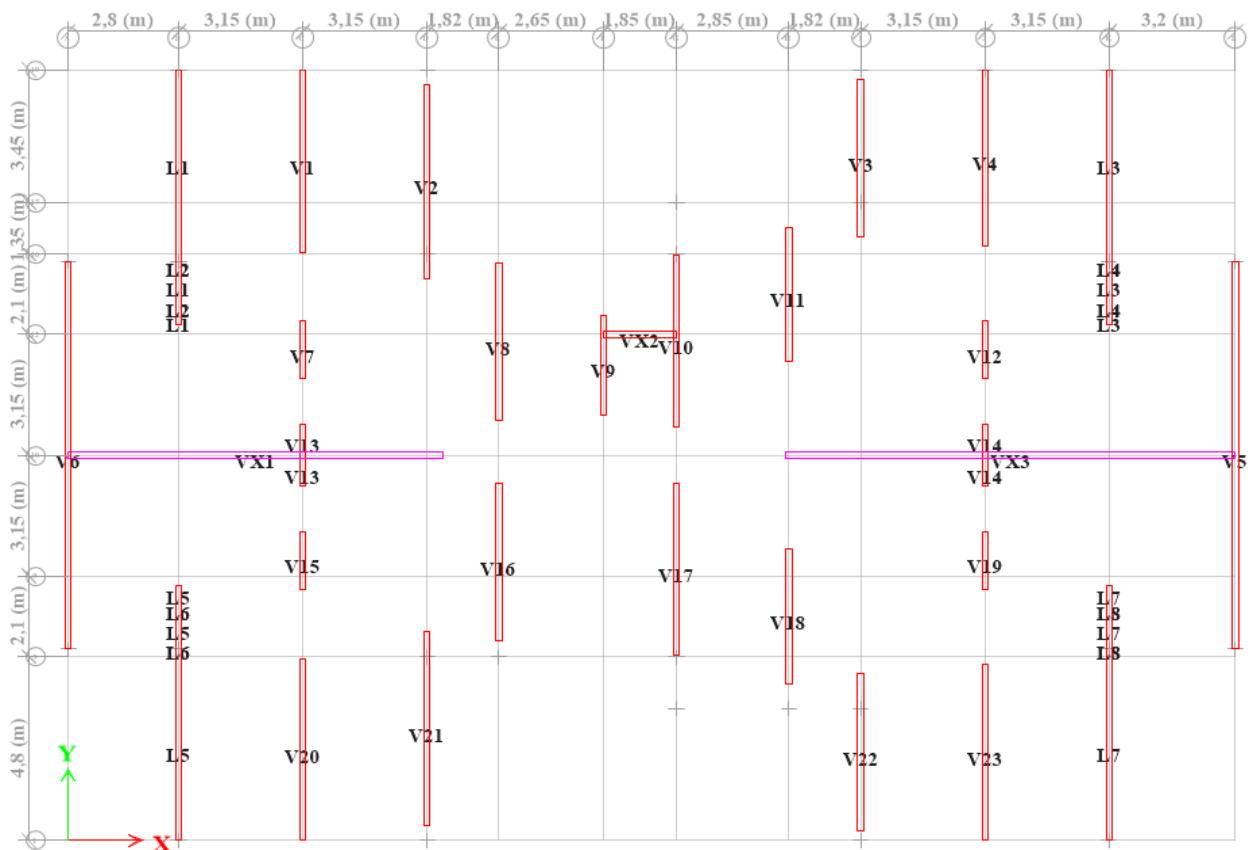 2,8 (m) 3,15 (m) 3,15 (m) 1,82 (m) 2,65 (m) 1,85 (m) 2,85 (m) 1,82 (m) 3,15 (m) 3,15 (m) 3,2 (m)
3,45 (m)
1,35 (m)
2,1 (m)
3,15 (m)
3,15 (m)
2,1 (m)
4,8 (m)
L1 V1 V2 V3 V4 L3
L2 L4
L1 V11 L3
L2 L4
L1 L3
V7 V8 V9 VX2 V10 V12
V13 V14
V6 VX1 VX3 V5
V13 V14
V15 V16 V17 V19
L5 L7
L6 V18 L8
L5 L7
L6 L8
L5 V20 V21 V22 V23 L7
Y
X